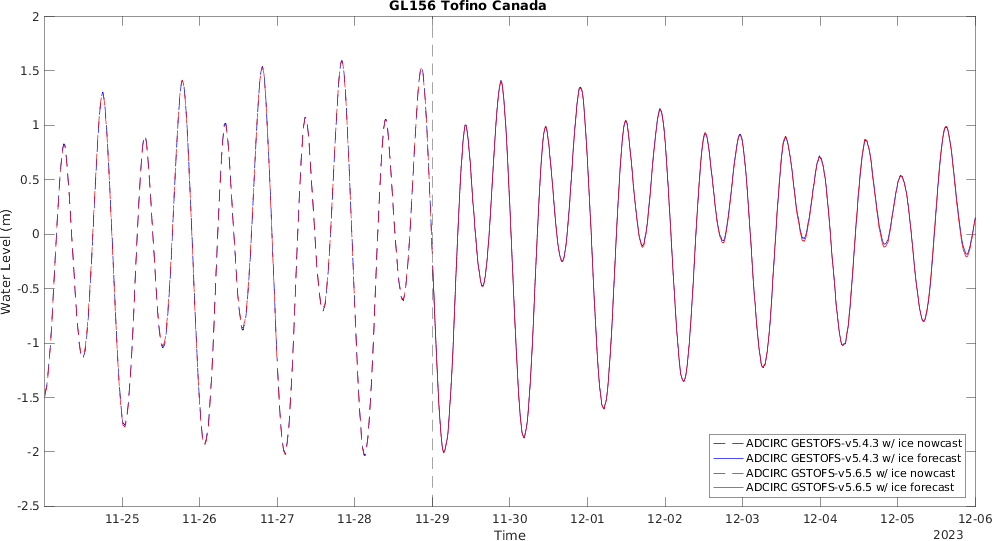 GL156 Tofino Canada
2
1.5
1
0.5
0
-0.5
-1
-1.5
-2
-2.5
Water Level (m)
ADCIRC GESTOFS-v5.4.3 w/ ice nowcast
ADCIRC GESTOFS-v5.4.3 w/ ice forecast
ADCIRC GSTOFS-v5.6.5 w/ ice nowcast
ADCIRC GSTOFS-v5.6.5 w/ ice forecast
11-25 11-26 11-27 11-28 11-29 11-30 12-01 12-02 12-03 12-04 12-05 12-06
Time
2023